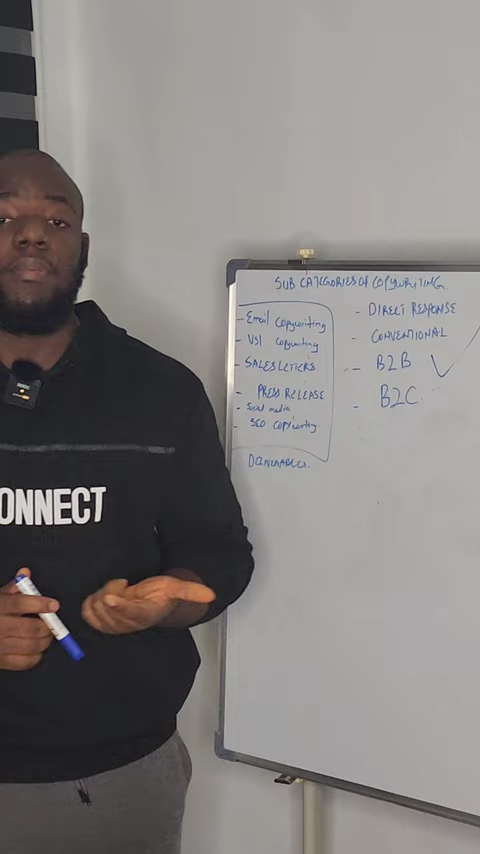 SUB CATEGORIES OF COPYWRITING
- Email Copywriting
- VSL Copywriting
- SALES LETTERS
- PRESS RELEASE
- Social media
- SEO Copywriting
DELIVERABLES.
- DIRECT RESPONSE
- CONVENTIONAL
- B2B
- B2C
ONNECT